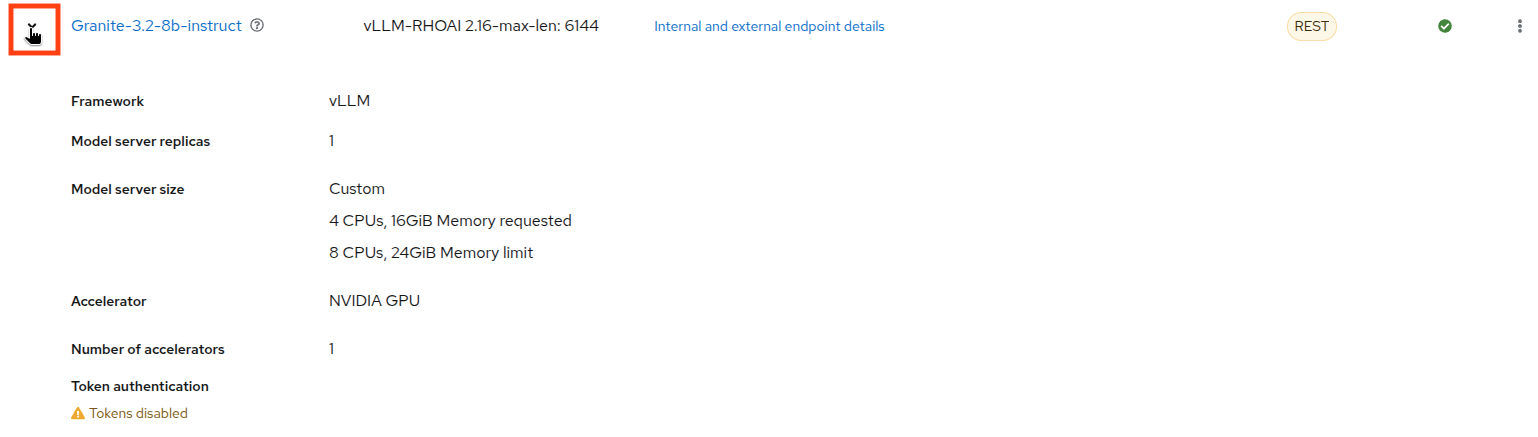 Granite-3.2-8b-instruct vLLM-RHOAI 2.16-max-len: 6144 Internal and external endpoint details REST
Framework vLLM
Model server replicas 1
Model server size Custom
4 CPUs, 16GiB Memory requested
8 CPUs, 24GiB Memory limit
Accelerator NVIDIA GPU
Number of accelerators 1
Token authentication
Tokens disabled